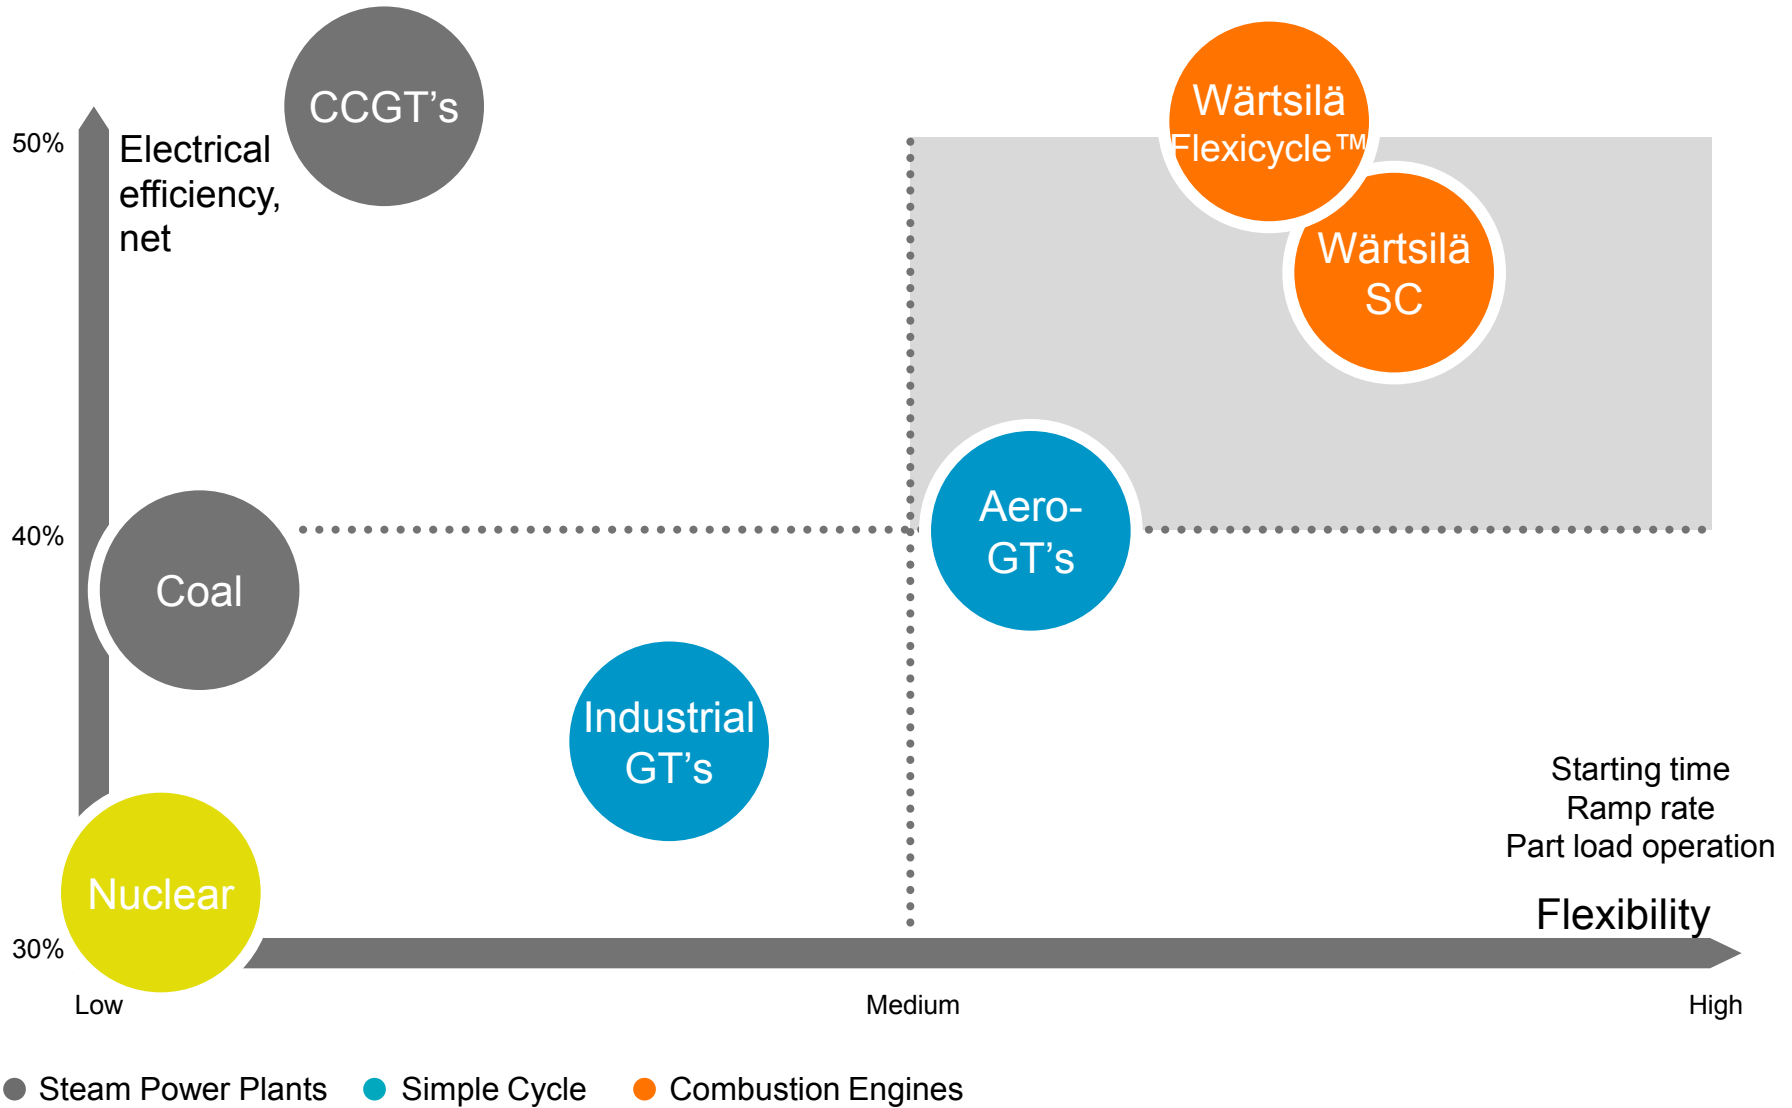 CCGT's
Wärtsilä
Flexicycle™
50%
Electrical
efficiency,
net
Wärtsilä
SC
Aero-
GT's
40%
Coal
Industrial
GT's
Starting time
Ramp rate
Part load operation
Nuclear
Flexibility
30%
Low
Medium
High
Steam Power Plants
Simple Cycle
Combustion Engines